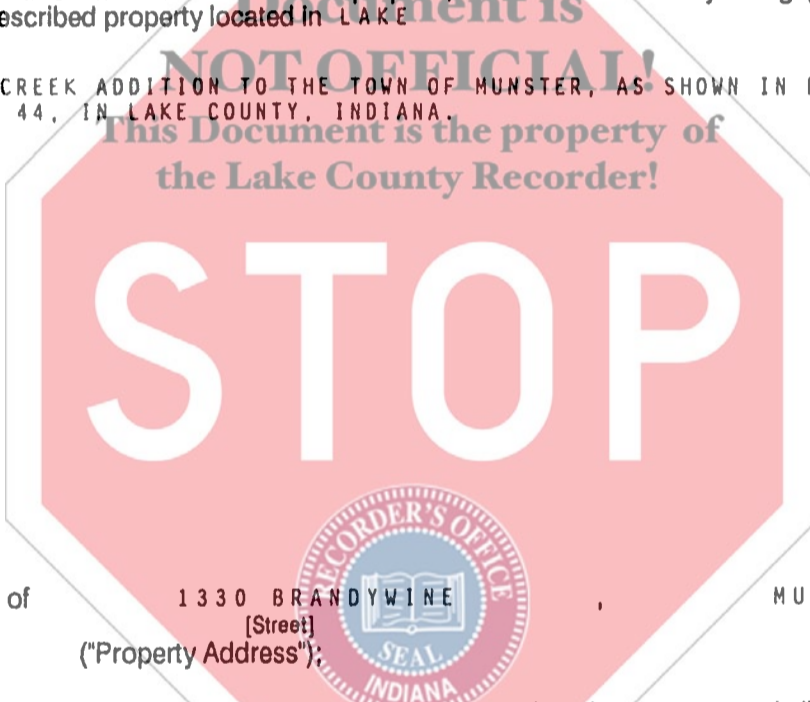 Document is
escribed property located in LAKE
NOT OFFICIAL!
CREEK ADDITION TO THE TOWN OF MUNSTER, AS SHOWN IN
44, IN LAKE COUNTY, INDIANA.
This Document is the property of
the Lake County Recorder!
STOP
RECORDER'S OFFICE
of 1330 BRANDYWINE , MU
[Street]
("Property Address");
SEAL
INDIANA